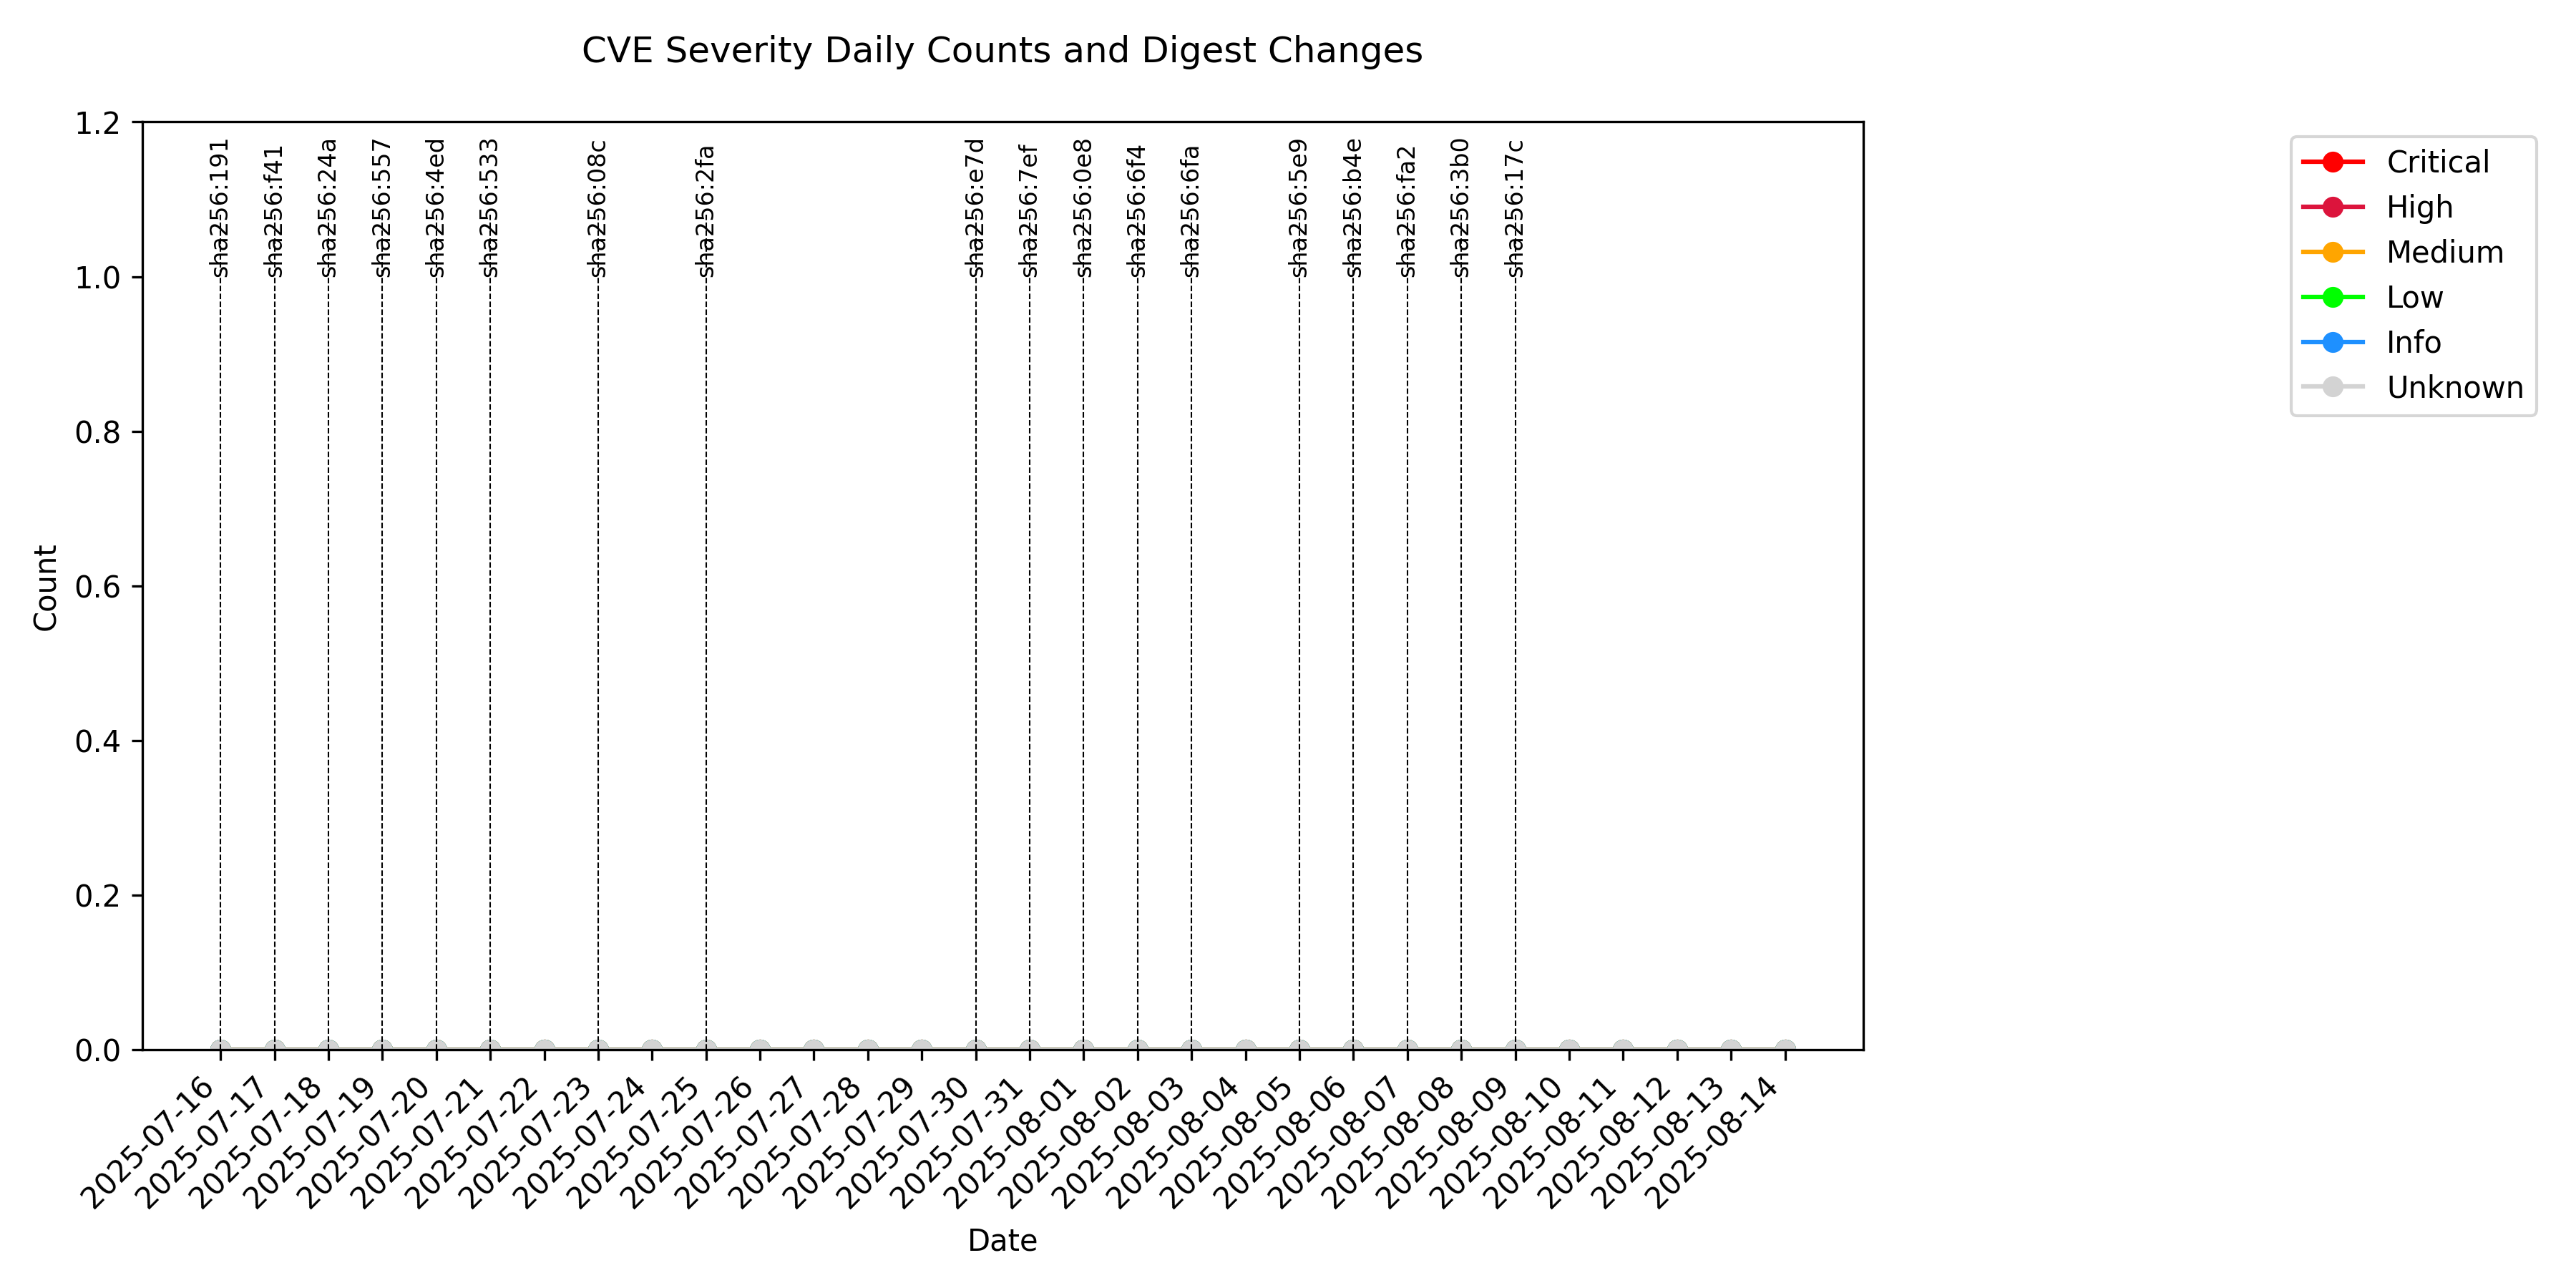 CVE Severity Daily Counts and Digest Changes
1.2
1.0
0.8
0.6
0.4
0.2
0.0
Count
sha256:191
sha256:f41
sha256:24a
sha256:557
sha256:4ed
sha256:533
sha256:08c
sha256:2fa
sha256:e7d
sha256:7ef
sha256:0e8
sha256:6f4
sha256:6fa
sha256:5e9
sha256:b4e
sha256:fa2
sha256:3b0
sha256:17c
Critical
High
Medium
Low
Info
Unknown
2025-07-16
2025-07-17
2025-07-18
2025-07-19
2025-07-20
2025-07-21
2025-07-22
2025-07-23
2025-07-24
2025-07-25
2025-07-26
2025-07-27
2025-07-28
2025-07-29
2025-07-30
2025-07-31
2025-08-01
2025-08-02
2025-08-03
2025-08-04
2025-08-05
2025-08-06
2025-08-07
2025-08-08
2025-08-09
2025-08-10
2025-08-11
2025-08-12
2025-08-13
2025-08-14
Date